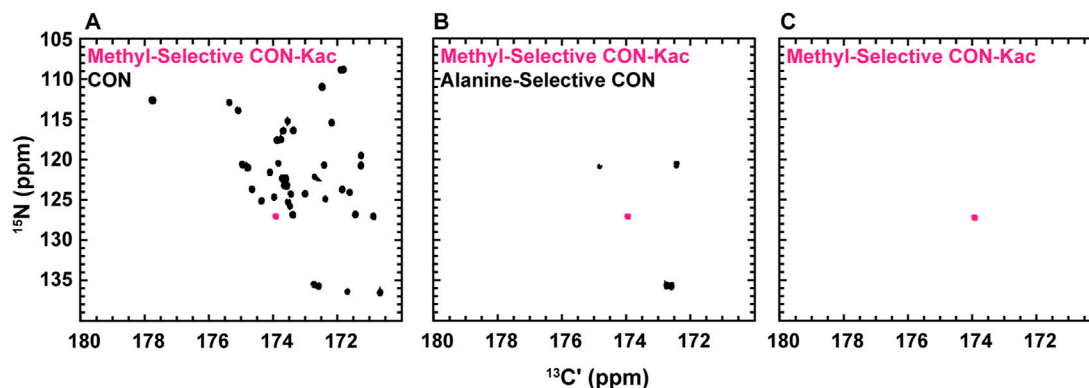 A
B
C
Methyl-Selective CON-Kac
CON
Methyl-Selective CON-Kac
Alanine-Selective CON
Methyl-Selective CON-Kac
105
110
115
120
125
130
135
15N (ppm)
180 178 176 174 172
180 178 176 174 172
180 178 176 174 172
13C' (ppm)